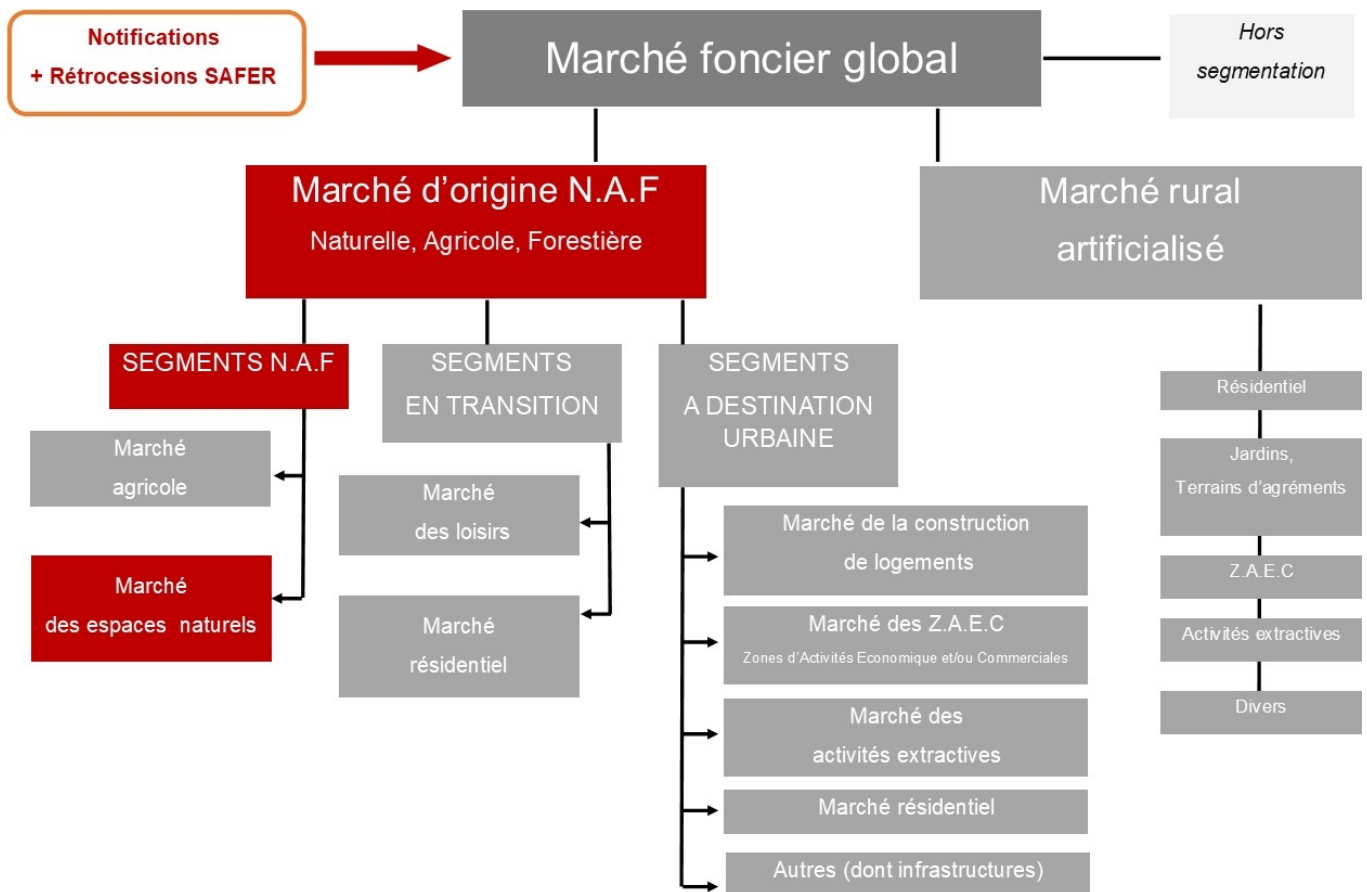 Notifications
+ Rétrocessions SAFER
Marché foncier global
Hors
segmentation
Marché d'origine N.A.F
Naturelle, Agricole, Forestière
Marché rural
artificialisé
SEGMENTS N.A.F
Marché
agricole
Marché
des espaces naturels
SEGMENTS
EN TRANSITION
Marché
des loisirs
Marché
résidentiel
SEGMENTS
A DESTINATION
URBAINE
Marché de la construction
de logements
Marché des Z.A.E.C
Zones d'Activités Economique et/ou Commerciales
Marché des
activités extractives
Marché résidentiel
Autres (dont infrastructures)
Résidentiel
Jardins,
Terrains d'agréments
Z.A.E.C
Activités extractives
Divers